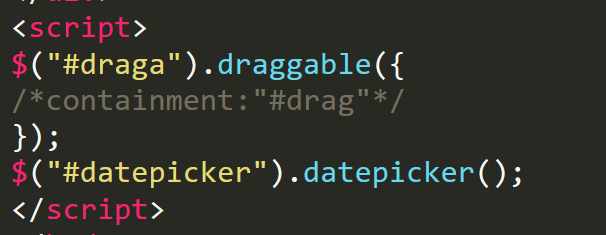 <script>
$("#draga").draggable({
/*containment:"#drag"*/
});
$("#datepicker").datepicker();
</script>